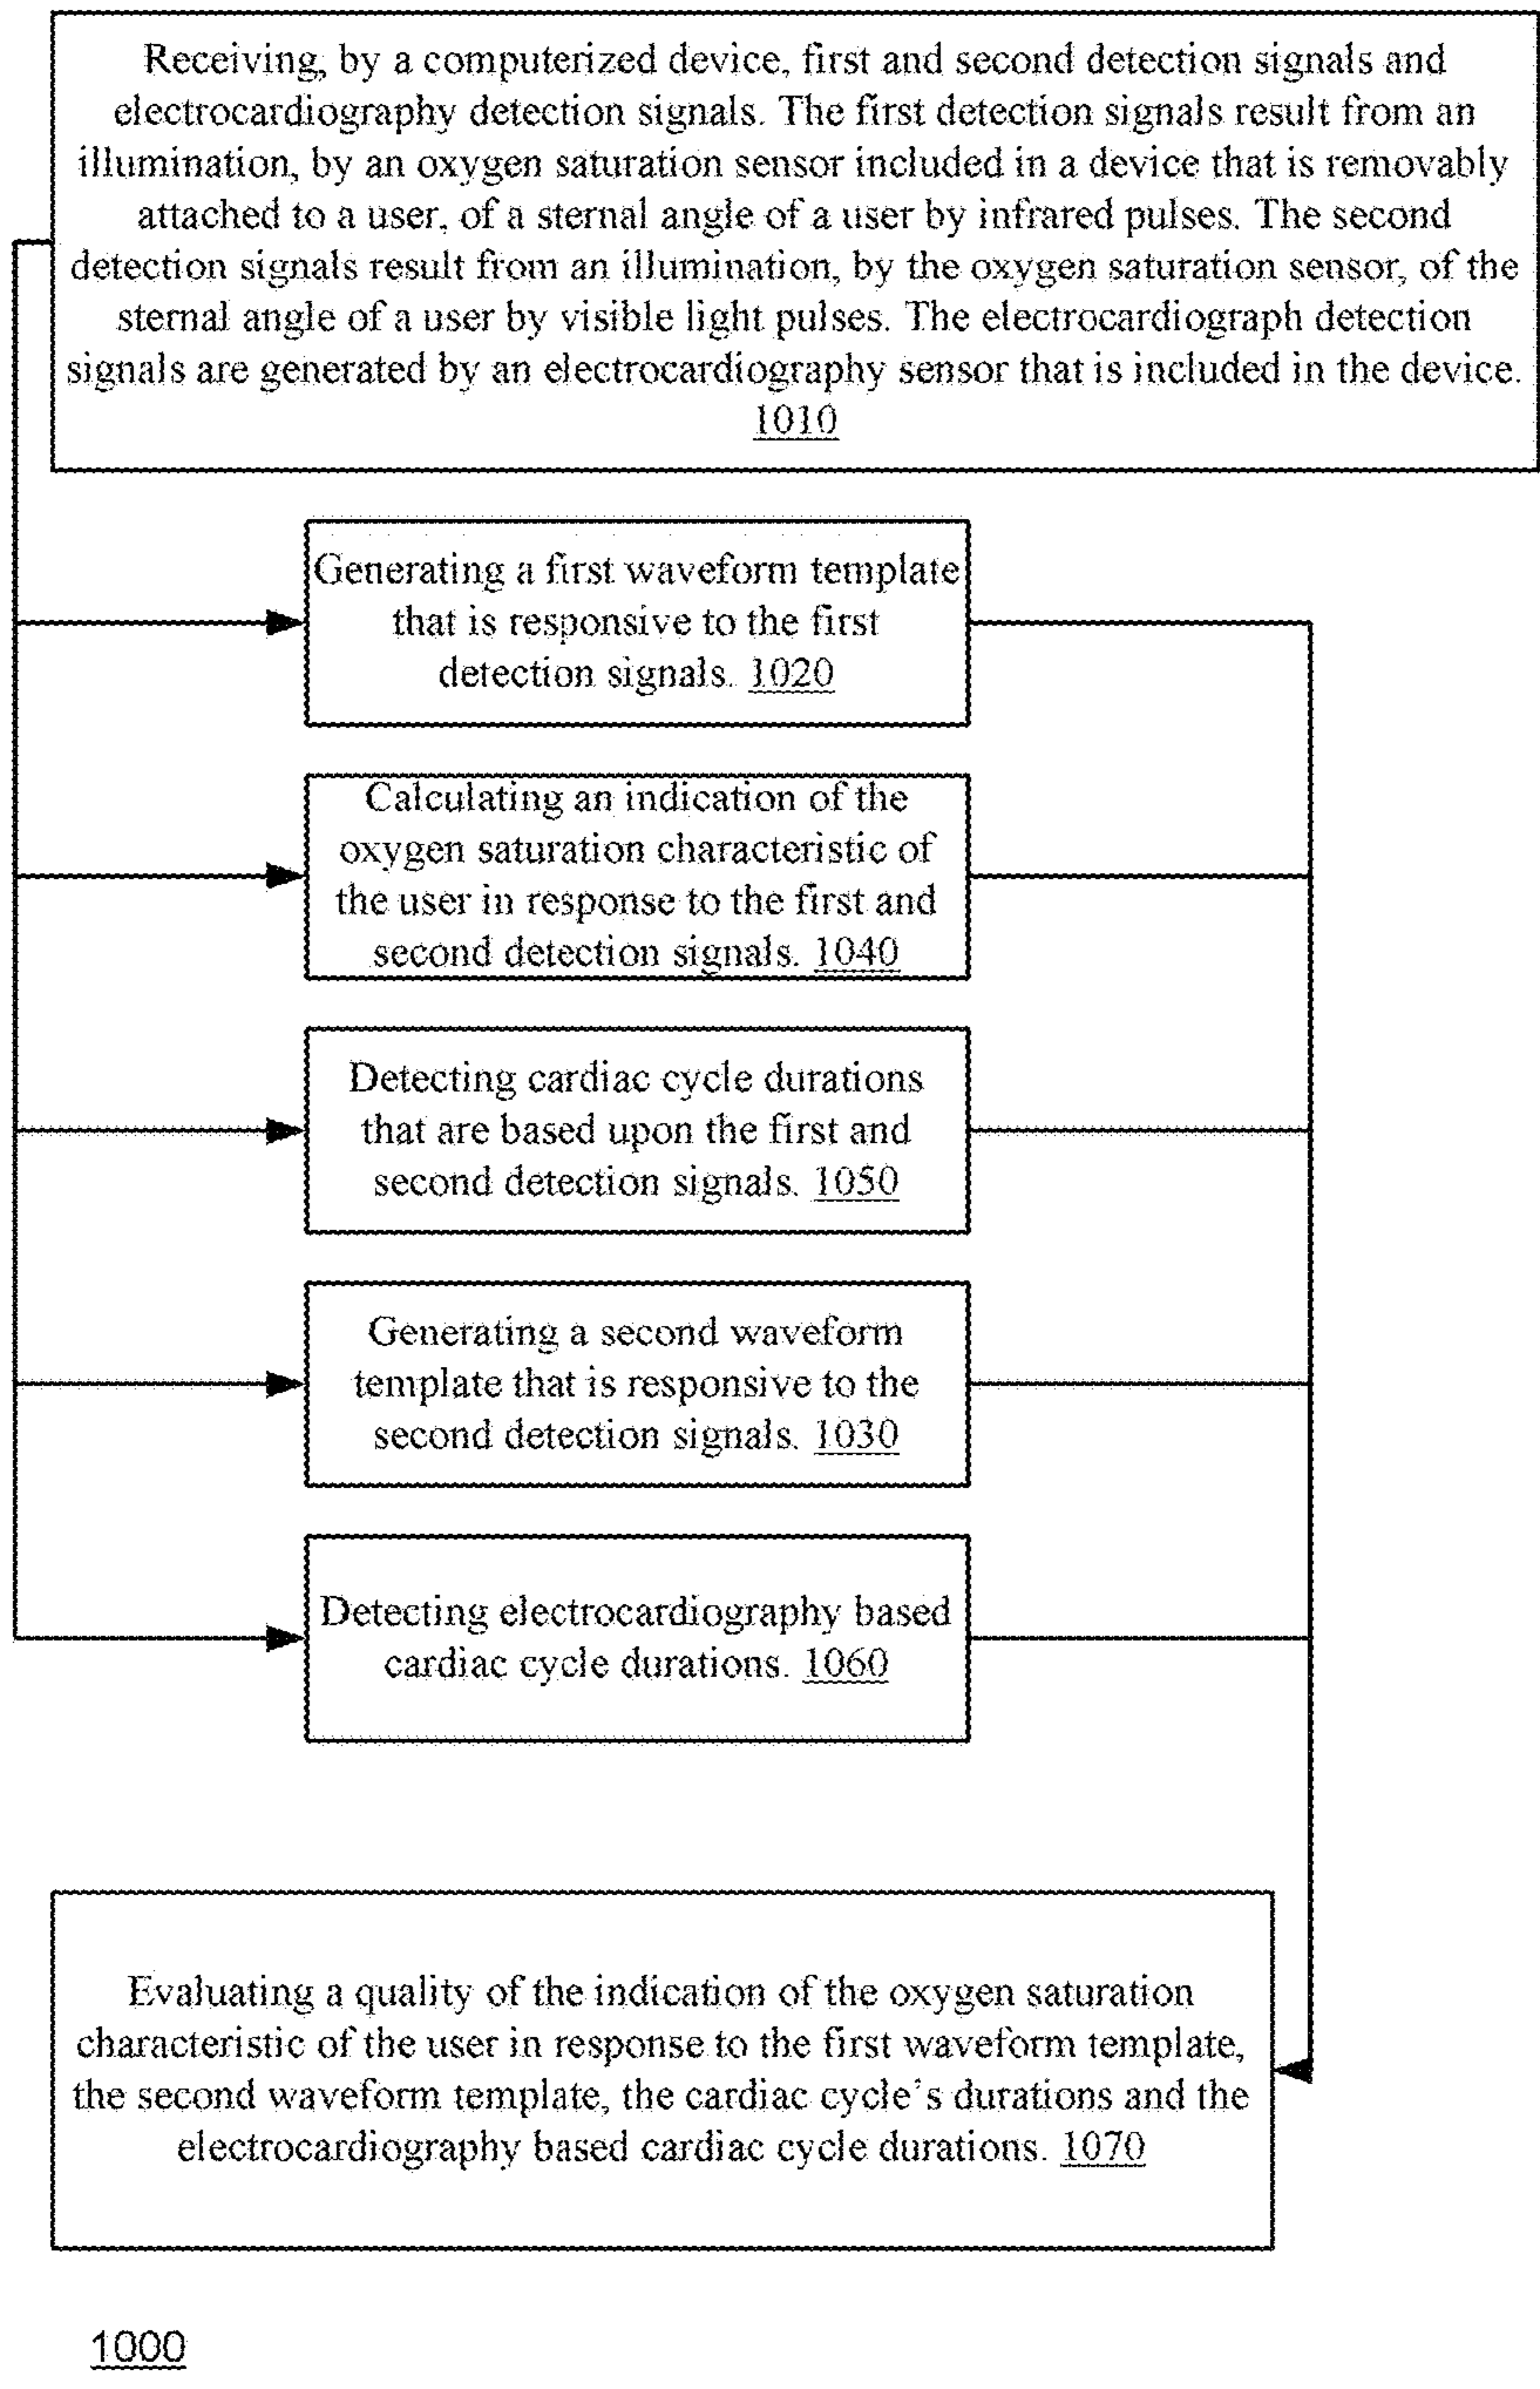 Receiving, by a computerized device, first and second detection signals and
electrocardiography detection signals. The first detection signals result from an
illumination, by an oxygen saturation sensor included in a device that is removably
attached to a user, of a sternal angle of a user by infrared pulses. The second
detection signals result from an illumination, by the oxygen saturation sensor, of the
sternal angle of a user by visible light pulses. The electrocardiograph detection
signals are generated by an electrocardiography sensor that is included in the device.
1010
Generating a first waveform template
that is responsive to the first
detection signals. 1020
Calculating an indication of the
oxygen saturation characteristic of
the user in response to the first and
second detection signals. 1040
Detecting cardiac cycle durations
that are based upon the first and
second detection signals. 1050
Generating a second waveform
template that is responsive to the
second detection signals. 1030
Detecting electrocardiography based
cardiac cycle durations. 1060
Evaluating a quality of the indication of the oxygen saturation
characteristic of the user in response to the first waveform template,
the second waveform template, the cardiac cycle's durations and the
electrocardiography based cardiac cycle durations. 1070
1000